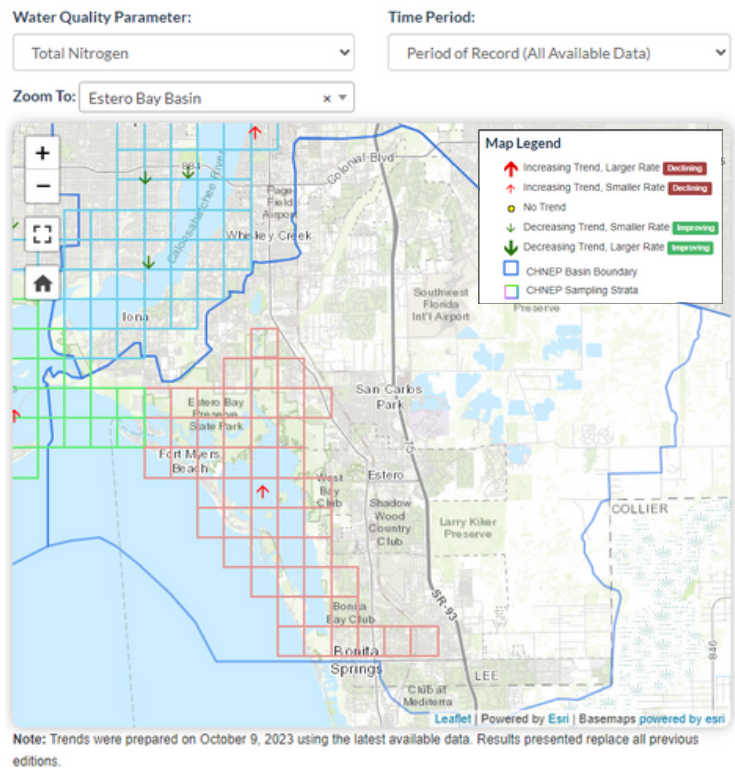 Water Quality Parameter:
Time Period:
Total Nitrogen
Period of Record (All Available Data)
Zoom To:
Estero Bay Basin
× 
+
−
Map Legend
Increasing Trend, Larger Rate Declining
Increasing Trend, Smaller Rate Declining
No Trend
Decreasing Trend, Smaller Rate Improving
Decreasing Trend, Larger Rate Improving
CHNEP Basin Boundary
CHNEP Sampling Strata
Colonial Blvd
884
Caloosahatchee River
Page
Field
Airport
Whiskey Creek
Iona
Southwest
Florida
Int'l Airport
Preserve
San Carlos
Park
Estero Bay
Preserve
State Park
Fort Myers
Beach
75
West
Bay
Club
Estero
Shadow
Wood
Country
Club
Larry Kiker
Preserve
COLLIER
SR-93
Bonita
Bay Club
Bonita
Springs
LEE
846
Club at
Mediterra
Leaflet | Powered by Esri | Basemaps powered by esri
Note: Trends were prepared on October 9, 2023 using the latest available data. Results presented replace all previous
editions.